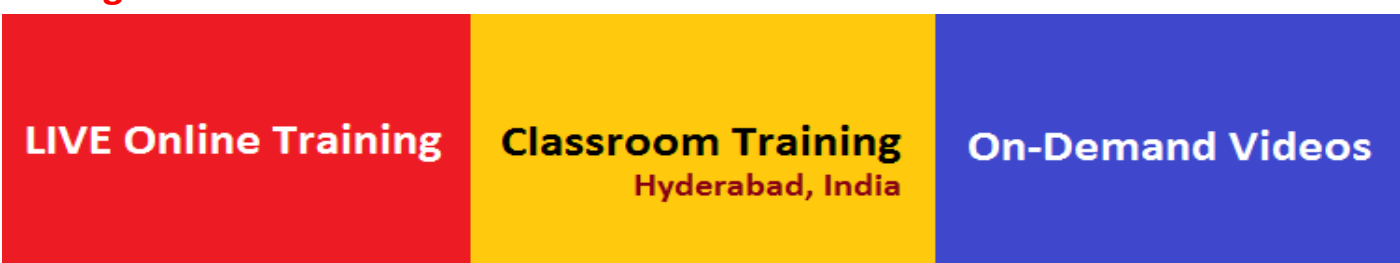 LIVE Online Training
Classroom Training
Hyderabad, India
On-Demand Videos